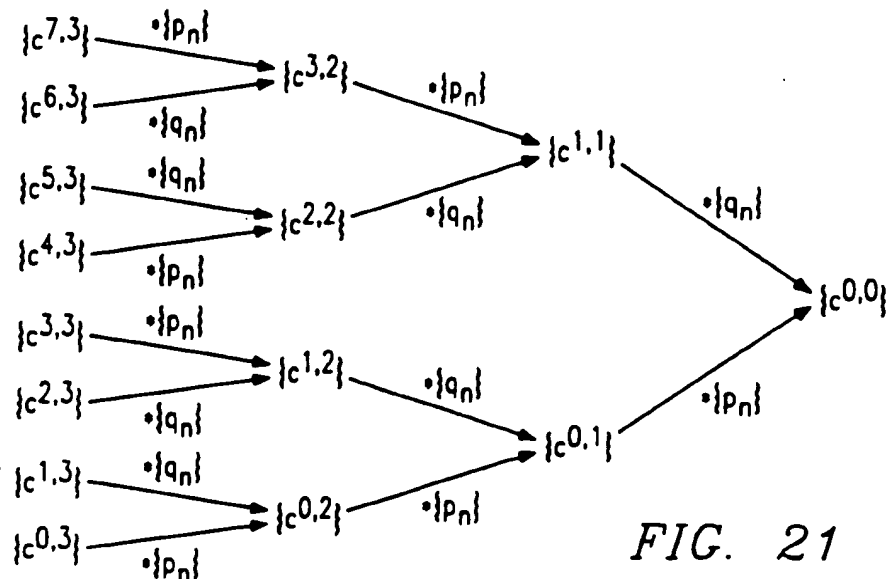 {c^7,3}
*{p_n}
{c^3,2}
{c^6,3}
*{q_n}
*{p_n}
{c^1,1}
{c^5,3}
*{q_n}
{c^2,2}
*{q_n}
{c^4,3}
*{p_n}
*{q_n}
{c^0,0}
{c^3,3}
*{p_n}
{c^1,2}
{c^2,3}
*{q_n}
*{q_n}
*{p_n}
{c^0,1}
{c^1,3}
*{q_n}
{c^0,2}
*{p_n}
{c^0,3}
*{p_n}
FIG. 21